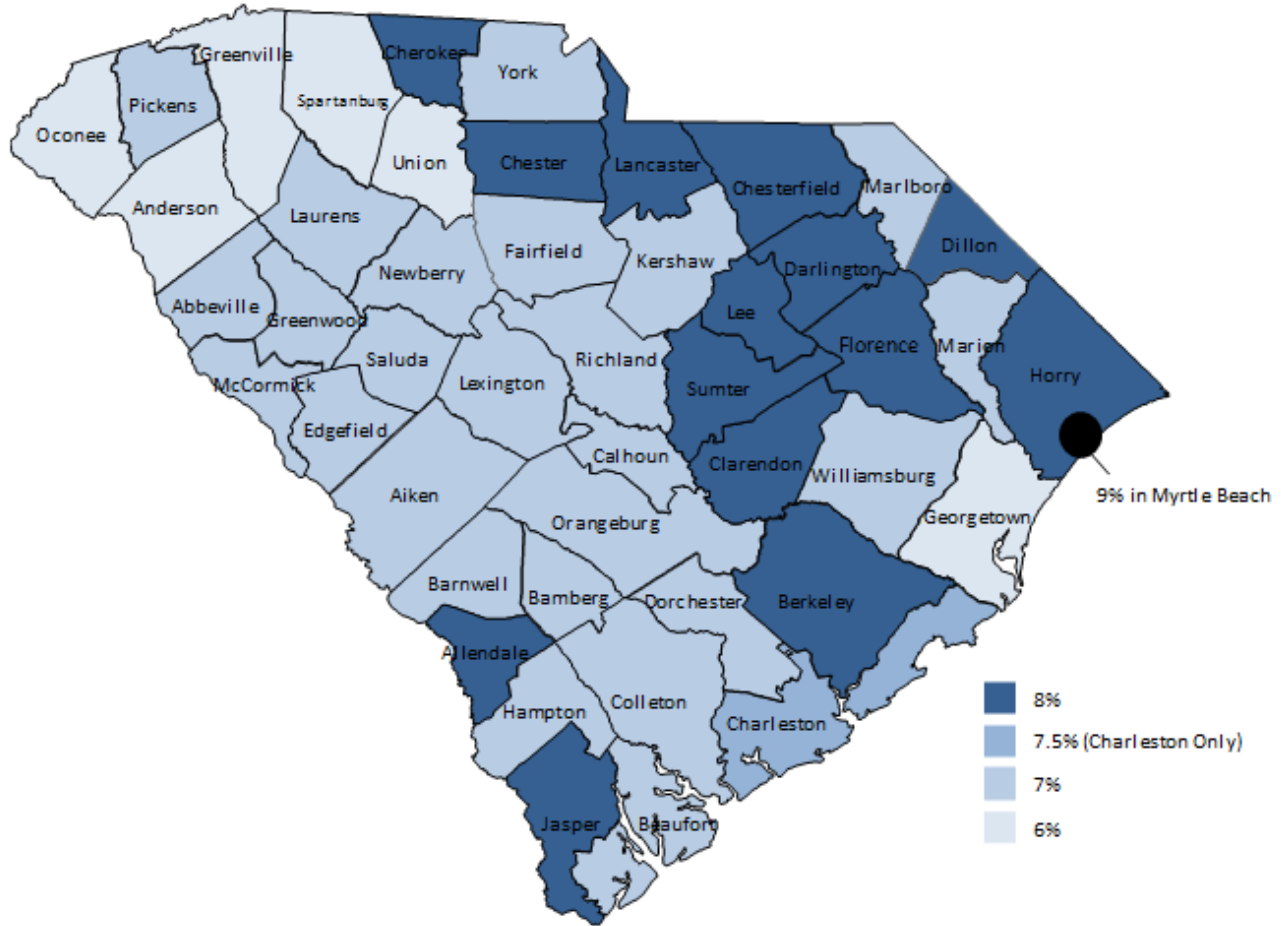 Greenville
Cherokee
York
Spartanburg
Pickens
Oconee
Union
Chester
Lancaster
Chesterfield
Marlboro
Anderson
Laurens
Dillon
Fairfield
Kershaw
Darlington
Newberry
Abbeville
Greenwood
Lee
Florence
Marion
Saluda
Richland
Horry
McCormick
Lexington
Sumter
Edgefield
Calhoun
Clarendon
Williamsburg
Aiken
9% in Myrtle Beach
Orangeburg
Georgetown
Barnwell
Bamberg
Dorchester
Berkeley
Allendale
Colleton
Hampton
Charleston
Jasper
Beaufort
8%
7.5% (Charleston Only)
7%
6%